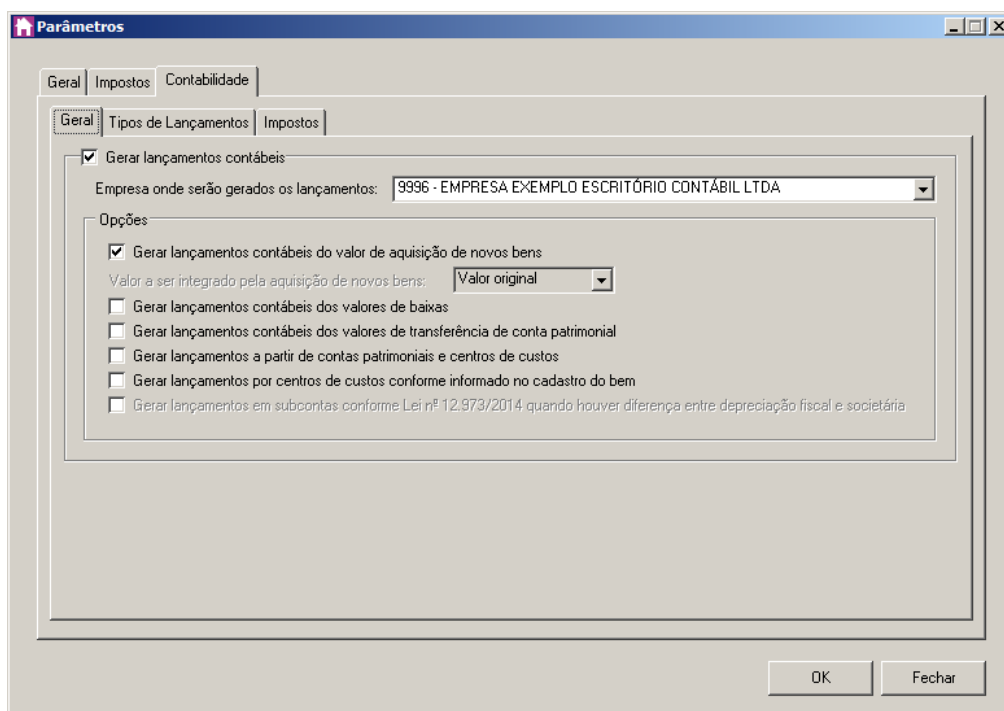 Parâmetros
Geral Impostos Contabilidade
Geral Tipos de Lançamentos Impostos
Gerar lançamentos contábeis
Empresa onde serão gerados os lançamentos: 9996 - EMPRESA EXEMPLO ESCRITÓRIO CONTÁBIL LTDA
Opções
Gerar lançamentos contábeis do valor de aquisição de novos bens
Valor a ser integrado pela aquisição de novos bens: Valor original
Gerar lançamentos contábeis dos valores de baixas
Gerar lançamentos contábeis dos valores de transferência de conta patrimonial
Gerar lançamentos a partir de contas patrimoniais e centros de custos
Gerar lançamentos por centros de custos conforme informado no cadastro do bem
Gerar lançamentos em subcontas conforme Lei nº 12.973/2014 quando houver diferença entre depreciação fiscal e societária
OK Fechar